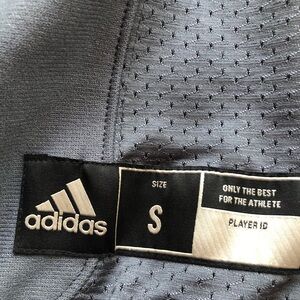 adidas
SIZE
S
ONLY THE BEST
FOR THE ATHLETE
PLAYER ID